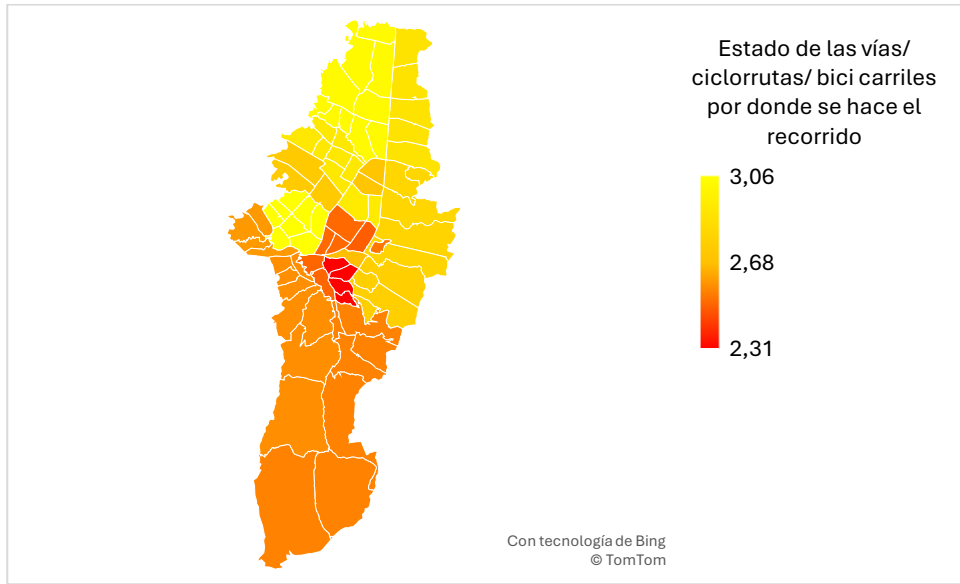 Estado de las vías/
ciclorrutas/ bici carriles
por donde se hace el
recorrido
3,06
2,68
2,31
Con tecnología de Bing
© TomTom